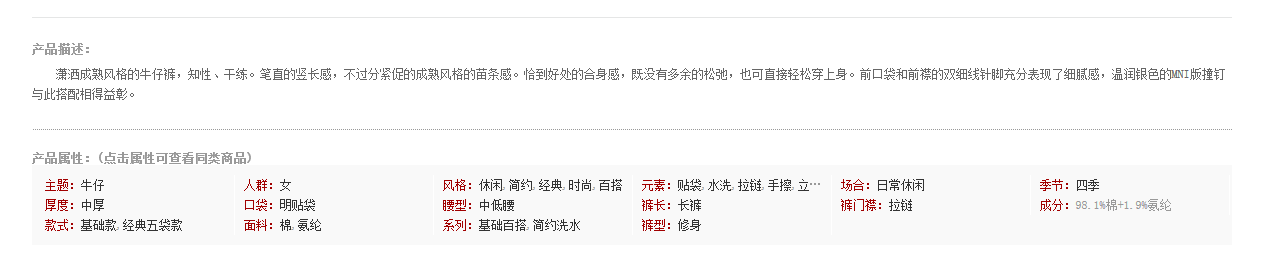 产品描述：
潇洒成熟风格的牛仔裤，知性、干练。笔直的竖长感，不过分紧促的成熟风格的苗条感。恰到好处的合身感，既没有多余的松弛，也可直接轻松穿上身。前口袋和前襟的双细线针脚充分表现了细腻感，温润银色的MNI版撞钉
与此搭配相得益彰。
产品属性：(点击属性可查看同类商品)
主题：牛仔 人群：女 风格：休闲,简约,经典,时尚,百搭 元素：贴袋,水洗,拉链,手擦,立… 场合：日常休闲 季节：四季
厚度：中厚 口袋：明贴袋 腰型：中低腰 裤长：长裤 裤门襟：拉链 成分：98.1%棉+1.9%氨纶
款式：基础款,经典五袋款 面料：棉,氨纶 系列：基础百搭,简约洗水 裤型：修身